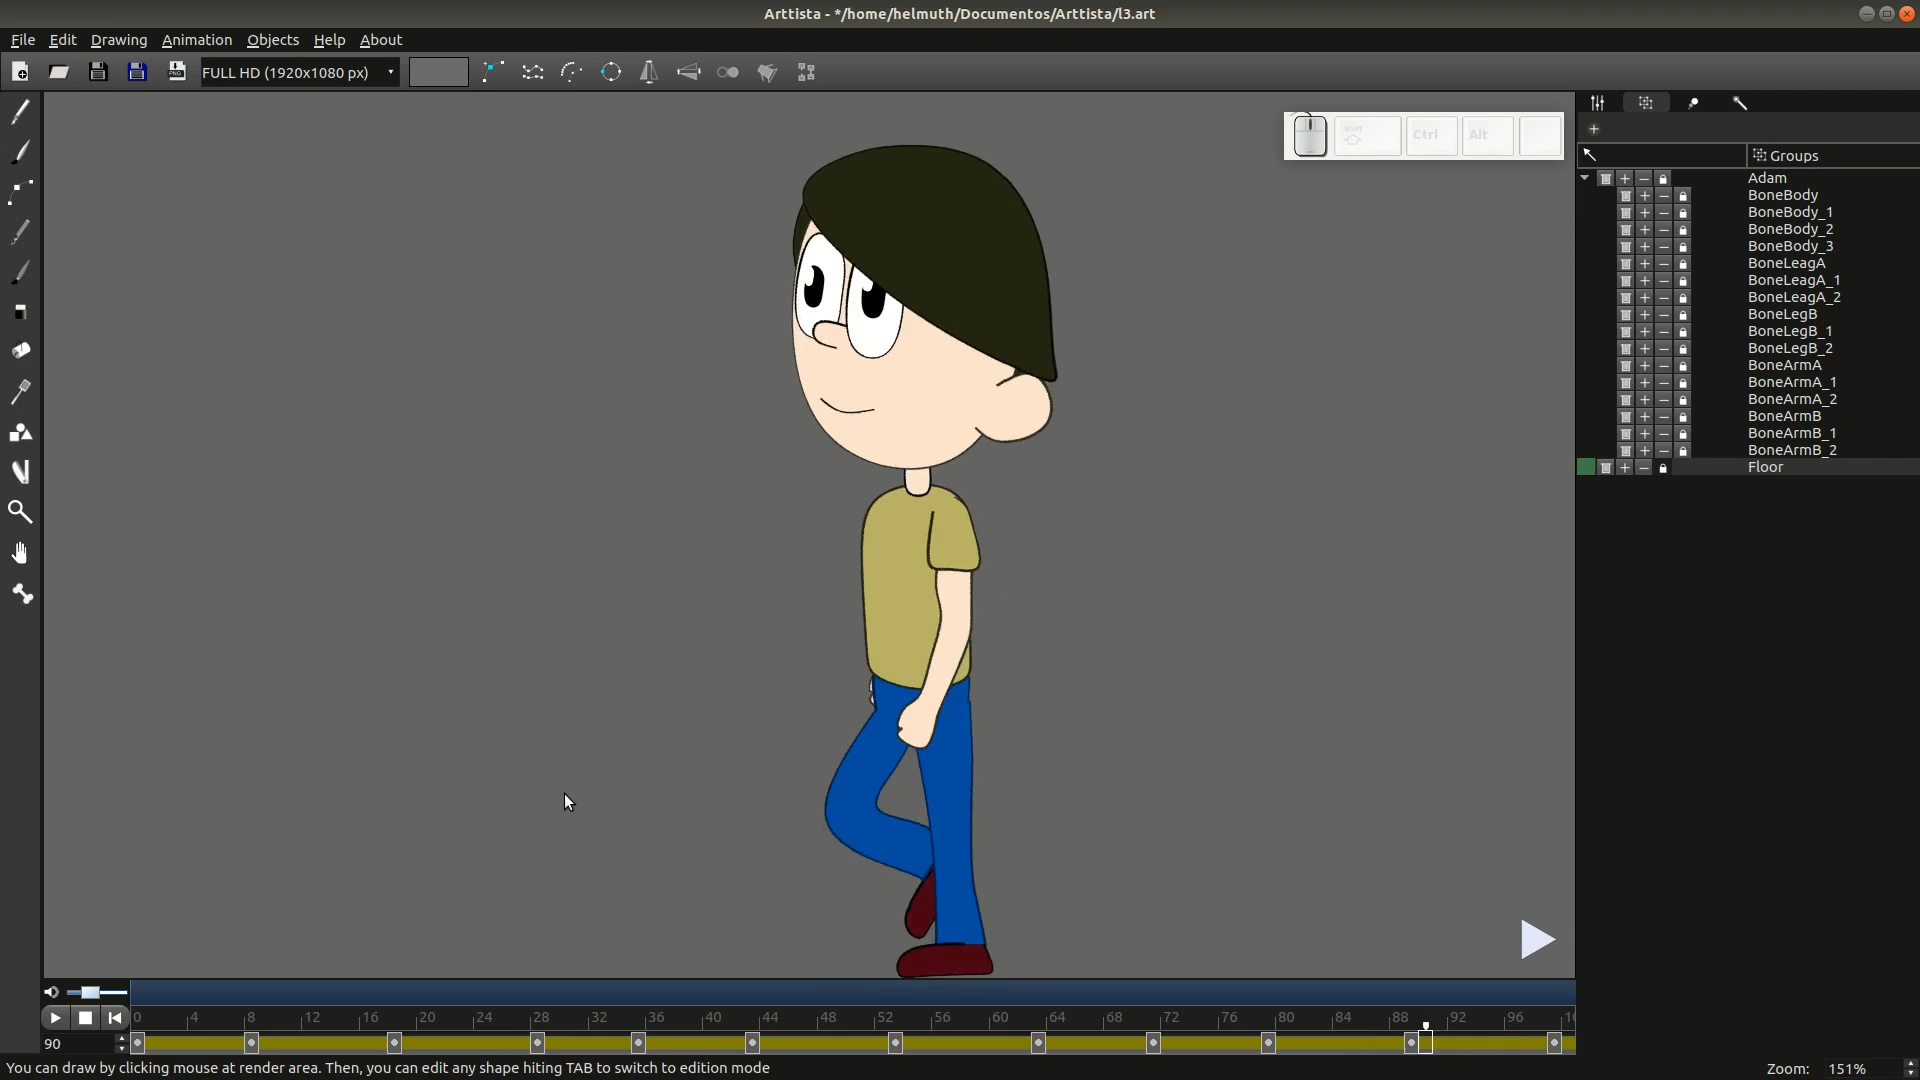 Arttista - */home/helmuth/Documentos/Arttista/l3.art
File Edit Drawing Animation Objects Help About
PNG
FULL HD (1920x1080 px)
Shift Ctrl Alt
Groups
Adam
BoneBody
BoneBody_1
BoneBody_2
BoneBody_3
BoneLeagA
BoneLeagA_1
BoneLeagA_2
BoneLegB
BoneLegB_1
BoneLegB_2
BoneArmA
BoneArmA_1
BoneArmA_2
BoneArmB
BoneArmB_1
BoneArmB_2
Floor
0 4 8 12 16 20 24 28 32 36 40 44 48 52 56 60 64 68 72 76 80 84 88 92 96 10
90
You can draw by clicking mouse at render area. Then, you can edit any shape hiting TAB to switch to edition mode
Zoom: 151%